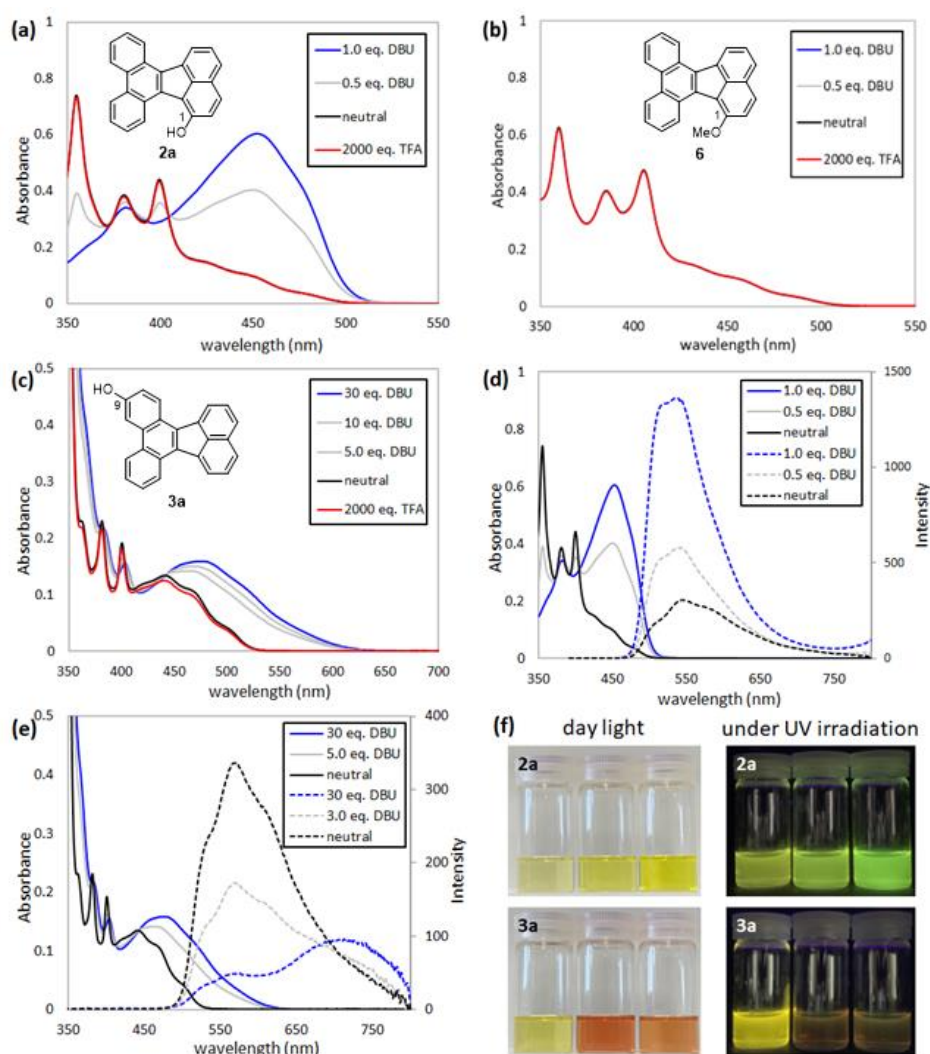 (a)
1
0.8
0.6
0.4
0.2
0
Absorbance
350 400 450 500 550
wavelength (nm)
1
HO
2a
1.0 eq. DBU
0.5 eq. DBU
neutral
2000 eq. TFA
(b)
1
0.8
0.6
0.4
0.2
0
Absorbance
350 400 450 500 550
wavelength (nm)
1
MeO
6
1.0 eq. DBU
0.5 eq. DBU
neutral
2000 eq. TFA
(c)
0.5
0.4
0.3
0.2
0.1
0
Absorbance
350 400 450 500 550 600 650 700
wavelength (nm)
HO
9
3a
30 eq. DBU
10 eq. DBU
5.0 eq. DBU
neutral
2000 eq. TFA
(d)
1
0.8
0.6
0.4
0.2
0
Absorbance
350 450 550 650 750
wavelength (nm)
1500
1000
500
0
Intensity
1.0 eq. DBU
0.5 eq. DBU
neutral
1.0 eq. DBU
0.5 eq. DBU
neutral
(e)
0.5
0.4
0.3
0.2
0.1
0
Absorbance
350 450 550 650 750
wavelength (nm)
400
300
200
100
0
Intensity
30 eq. DBU
5.0 eq. DBU
neutral
30 eq. DBU
3.0 eq. DBU
neutral
(f)
day light under UV irradiation
2a 2a
3a 3a